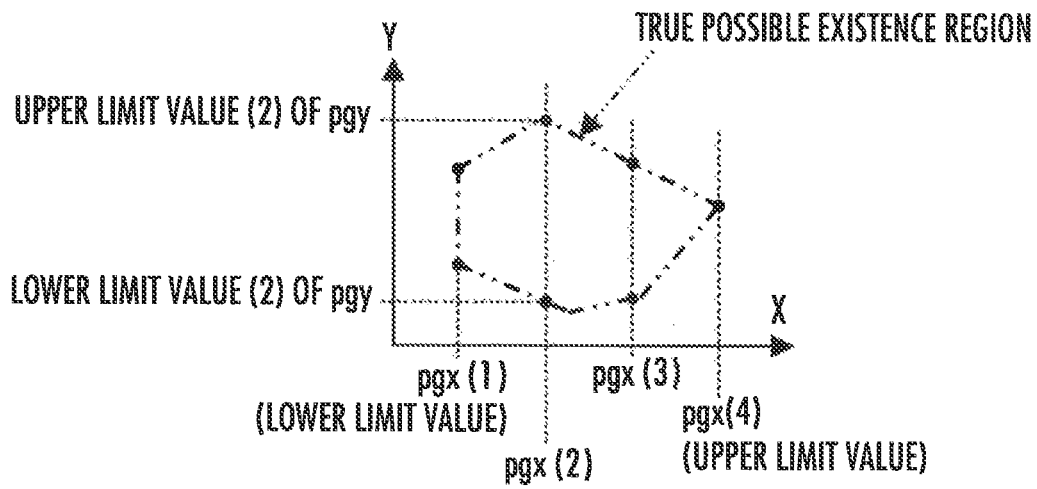 TRUE POSSIBLE EXISTENCE REGION
Y
UPPER LIMIT VALUE (2) OF pgy
LOWER LIMIT VALUE (2) OF pgy
X
pgx (1)
(LOWER LIMIT VALUE)
pgx (2)
pgx (3)
pgx(4)
(UPPER LIMIT VALUE)